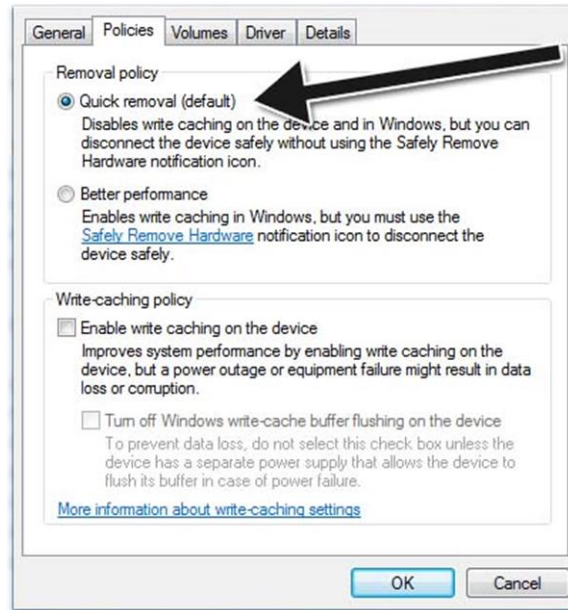 General Policies Volumes Driver Details
Removal policy
Quick removal (default)
Disables write caching on the device and in Windows, but you can
disconnect the device safely without using the Safely Remove
Hardware notification icon.
Better performance
Enables write caching in Windows, but you must use the
Safely Remove Hardware notification icon to disconnect the
device safely.
Write-caching policy
Enable write caching on the device
Improves system performance by enabling write caching on the
device, but a power outage or equipment failure might result in data
loss or corruption.
Turn off Windows write-cache buffer flushing on the device
To prevent data loss, do not select this check box unless the
device has a separate power supply that allows the device to
flush its buffer in case of power failure.
More information about write-caching settings
OK Cancel